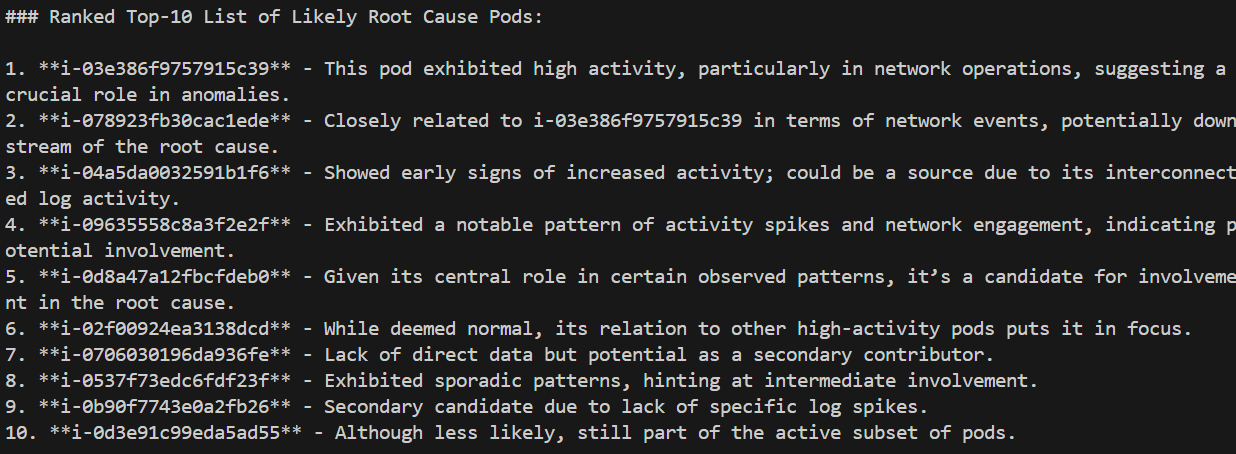 ### Ranked Top-10 List of Likely Root Cause Pods:
1. **i-03e386f9757915c39** - This pod exhibited high activity, particularly in network operations, suggesting a
crucial role in anomalies.
2. **i-078923fb30cac1ede** - Closely related to i-03e386f9757915c39 in terms of network events, potentially down
stream of the root cause.
3. **i-04a5da0032591b1f6** - Showed early signs of increased activity; could be a source due to its interconnect
ed log activity.
4. **i-09635558c8a3f2e2f** - Exhibited a notable pattern of activity spikes and network engagement, indicating p
otential involvement.
5. **i-0d8a47a12fbcfdeb0** - Given its central role in certain observed patterns, it’s a candidate for involveme
nt in the root cause.
6. **i-02f00924ea3138dcd** - While deemed normal, its relation to other high-activity pods puts it in focus.
7. **i-0706030196da936fe** - Lack of direct data but potential as a secondary contributor.
8. **i-0537f73edc6fdf23f** - Exhibited sporadic patterns, hinting at intermediate involvement.
9. **i-0b90f7743e0a2fb26** - Secondary candidate due to lack of specific log spikes.
10. **i-0d3e91c99eda5ad55** - Although less likely, still part of the active subset of pods.